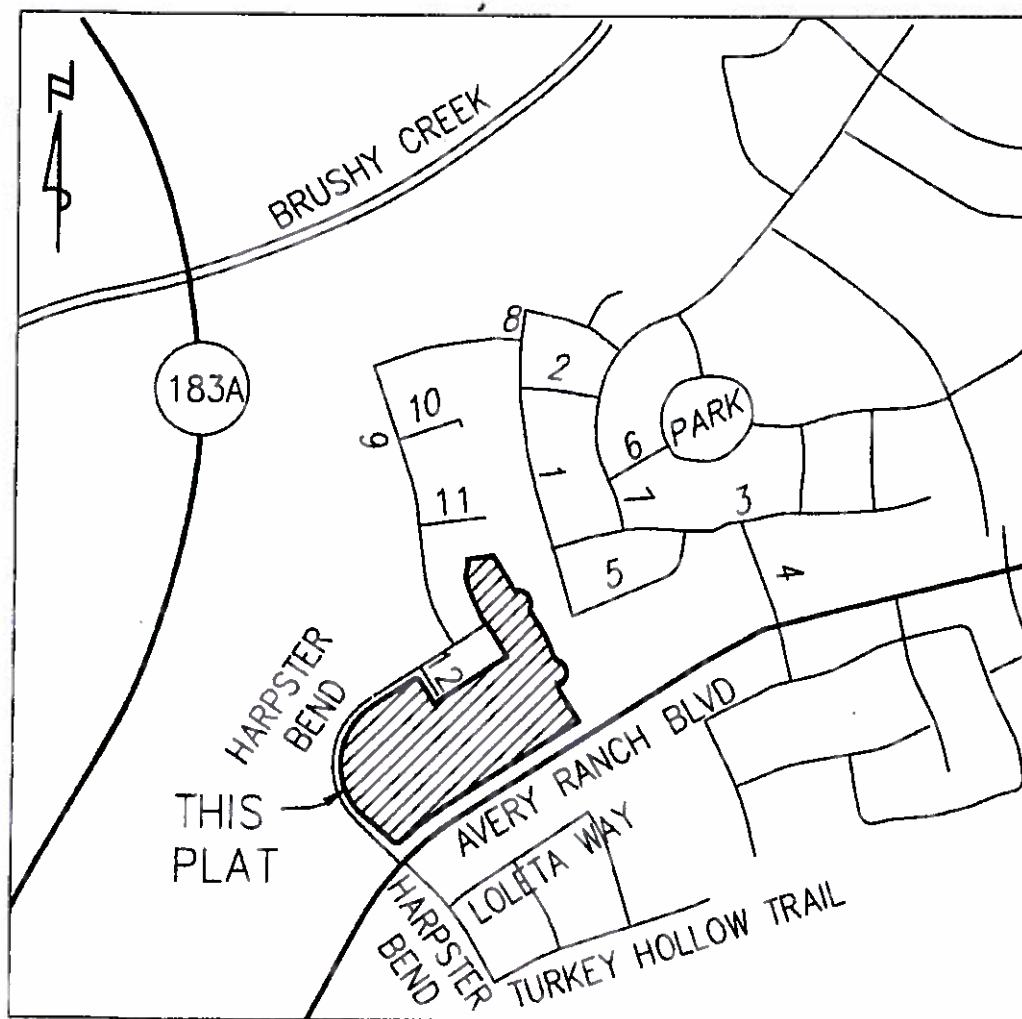 N
BRUSHY CREEK
183A
8
2
10
9
PARK
6
1
7
11
3
5
4
HARPSTER
BEND
12
THIS
PLAT
AVERY RANCH BLVD
LOLETA WAY
HARPSTER
BEND
TURKEY HOLLOW TRAIL